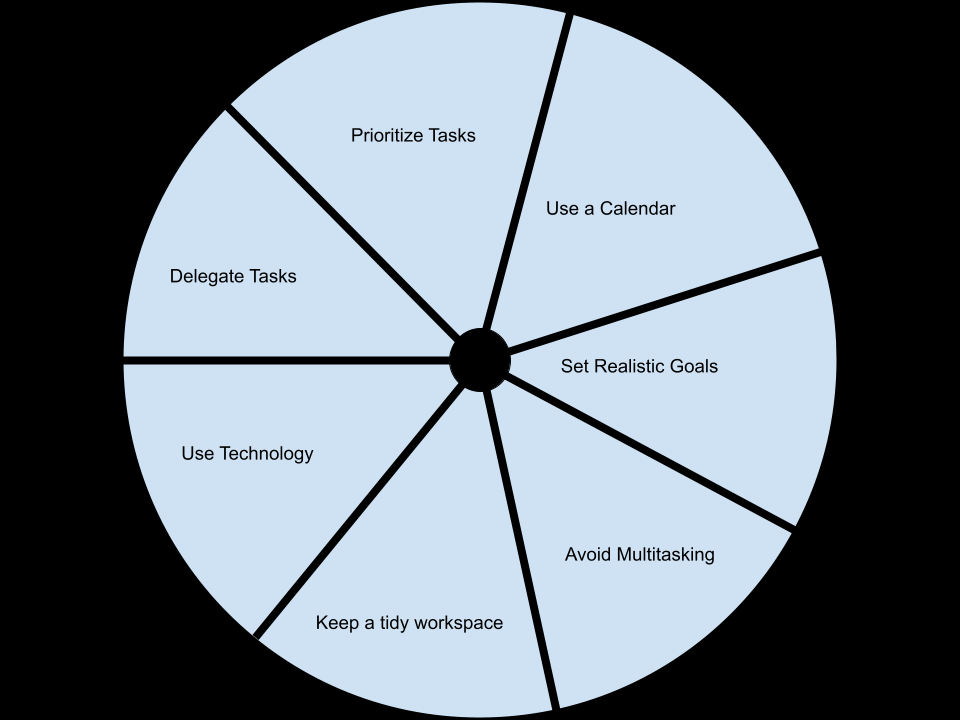 Prioritize Tasks
Use a Calendar
Delegate Tasks
Set Realistic Goals
Use Technology
Avoid Multitasking
Keep a tidy workspace